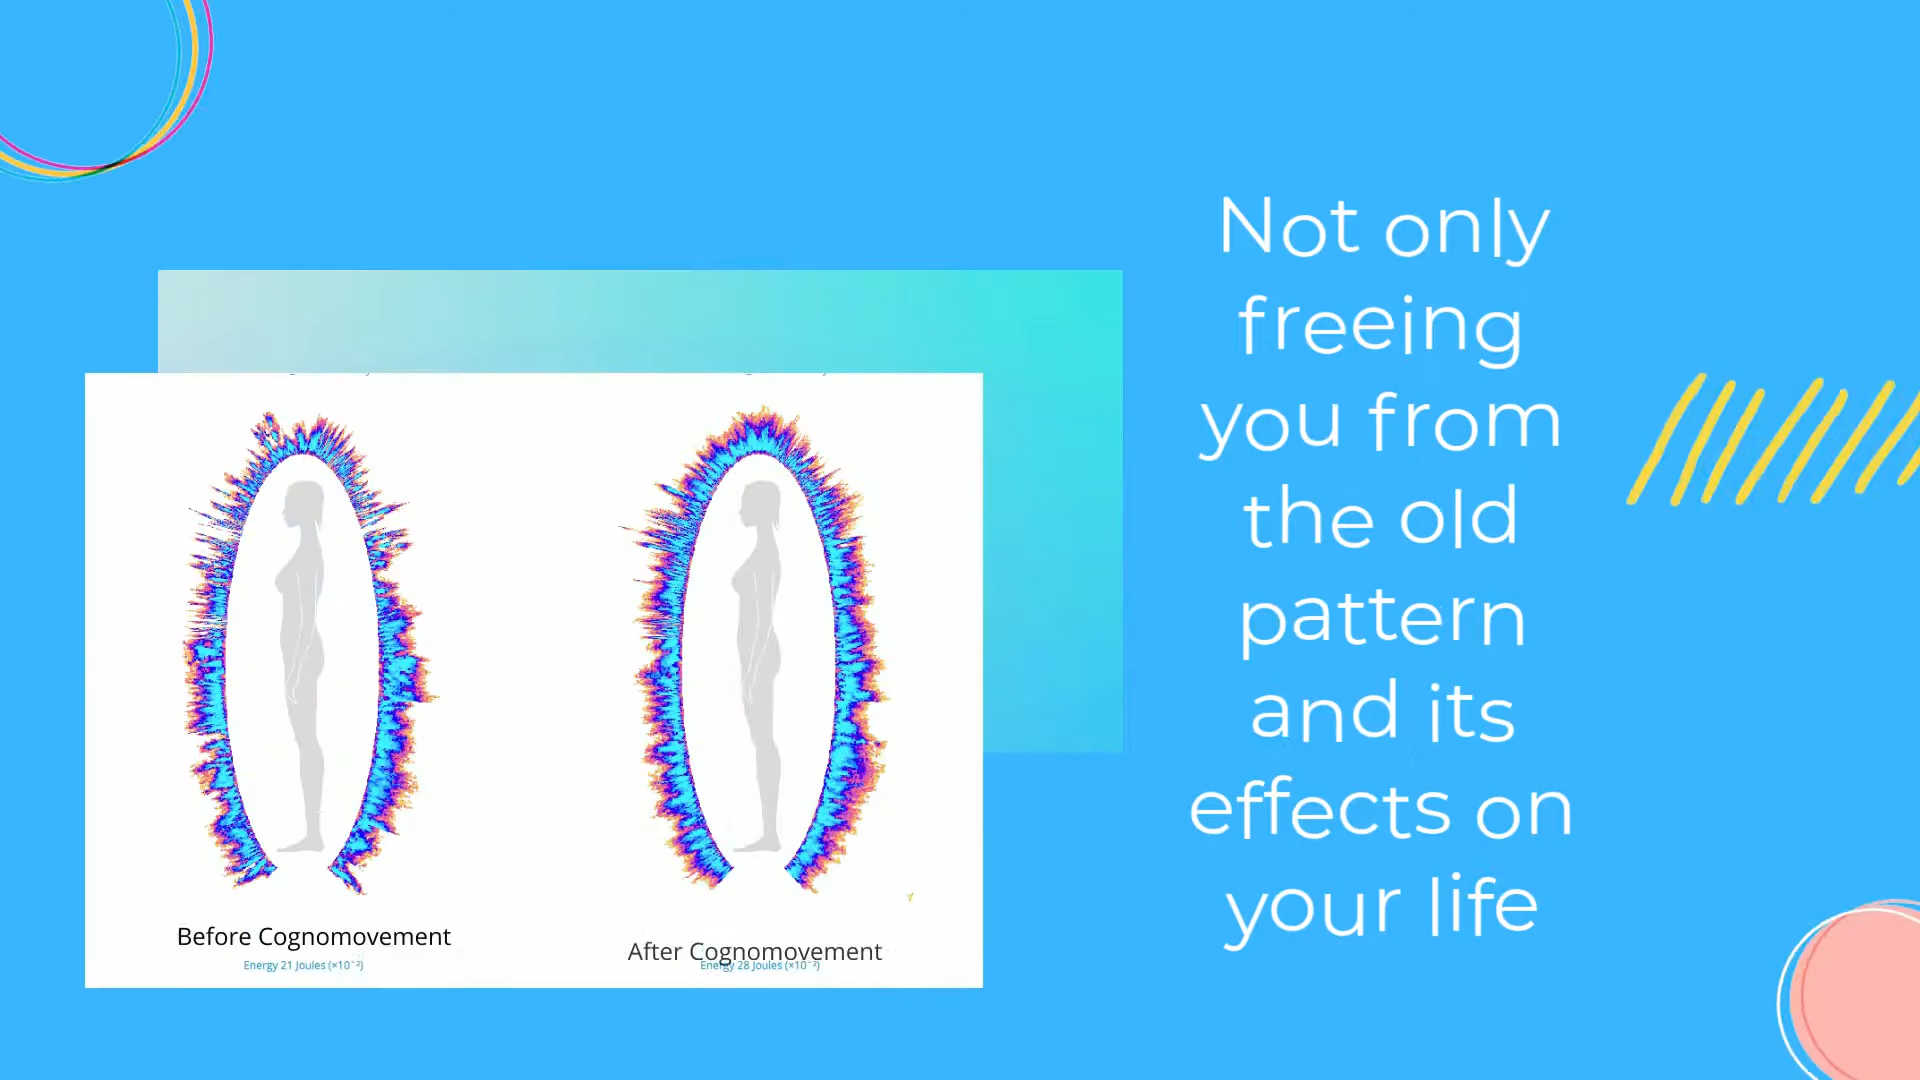 Not only
freeing
you from
the old
pattern
and its
effects on
your life
Before Cognomovement
Energy 21 Joules (×10⁻²)
After Cognomovement
Energy 28 Joules (×10⁻²)